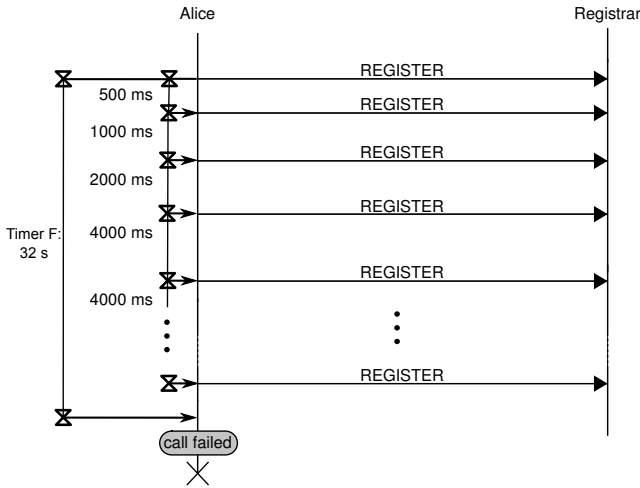 Alice
Registrar
REGISTER
500 ms
REGISTER
1000 ms
REGISTER
2000 ms
REGISTER
4000 ms
Timer F:
32 s
REGISTER
4000 ms
REGISTER
call failed